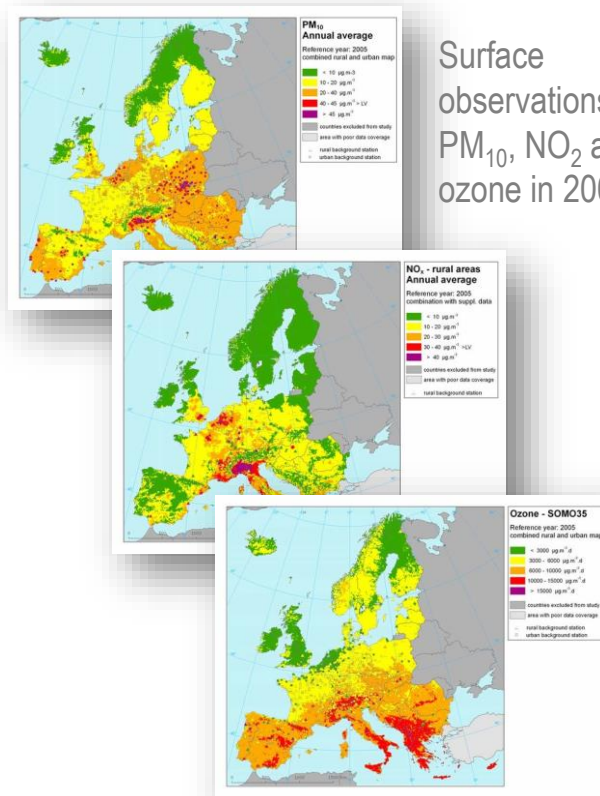 PM10
Annual average
Reference year: 2005
combined rural and urban map
< 10 µg.m-3
10 - 20 µg.m-3
20 - 40 µg.m-3
40 - 45 µg.m-3 > LV
> 45 µg.m-3
countries excluded from study
area with poor data coverage
rural background station
urban background station
Surface
observations
PM10, NO2 a
ozone in 200
NOx - rural areas
Annual average
Reference year: 2005
combination with suppl. data
< 10 µg.m-3
10 - 20 µg.m-3
20 - 30 µg.m-3
30 - 40 µg.m-3 >LV
> 40 µg.m-3
countries excluded from study
area with poor data coverage
rural background station
Ozone - SOMO35
Reference year: 2005
combined rural and urban map
< 3000 µg.m-3.d
3000 - 6000 µg.m-3.d
6000 - 10000 µg.m-3.d
10000 - 15000 µg.m-3.d
> 15000 µg.m-3.d
countries excluded from study
area with poor data coverage
rural background station
urban background station